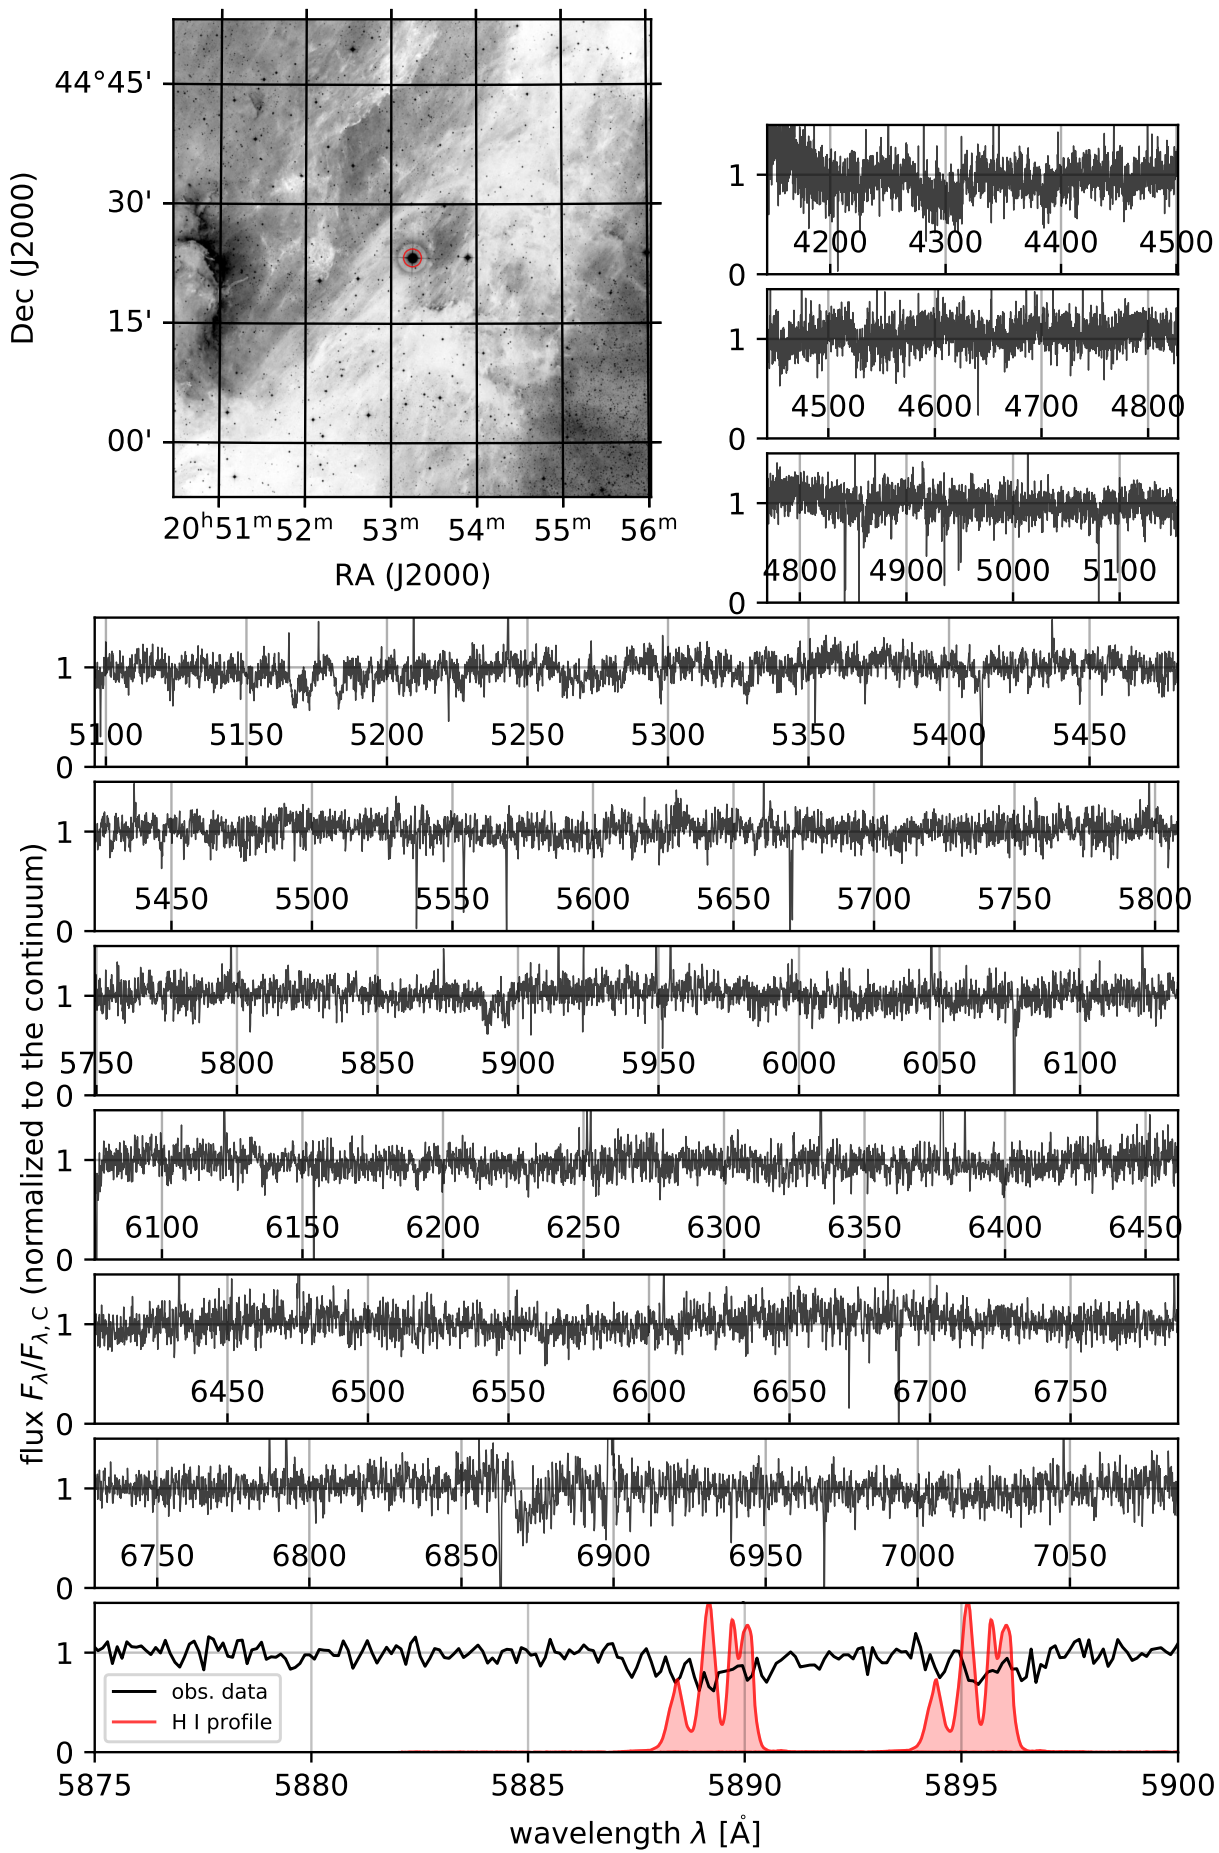 Dec (J2000)
44°45'
30'
15'
00'
20ʰ51ᵐ 52ᵐ 53ᵐ 54ᵐ 55ᵐ 56ᵐ
RA (J2000)
1
4200 4300 4400 4500
0
1
4500 4600 4700 4800
0
1
4800 4900 5000 5100
0
flux F_λ/F_λ,C (normalized to the continuum)
1
5100 5150 5200 5250 5300 5350 5400 5450
0
1
5450 5500 5550 5600 5650 5700 5750 5800
0
1
5750 5800 5850 5900 5950 6000 6050 6100
0
1
6100 6150 6200 6250 6300 6350 6400 6450
0
1
6450 6500 6550 6600 6650 6700 6750
0
1
6750 6800 6850 6900 6950 7000 7050
0
1
obs. data
H I profile
0
5875 5880 5885 5890 5895 5900
wavelength λ [Å]